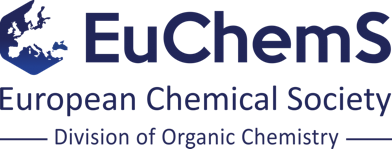 EuChemS
European Chemical Society
Division of Organic Chemistry